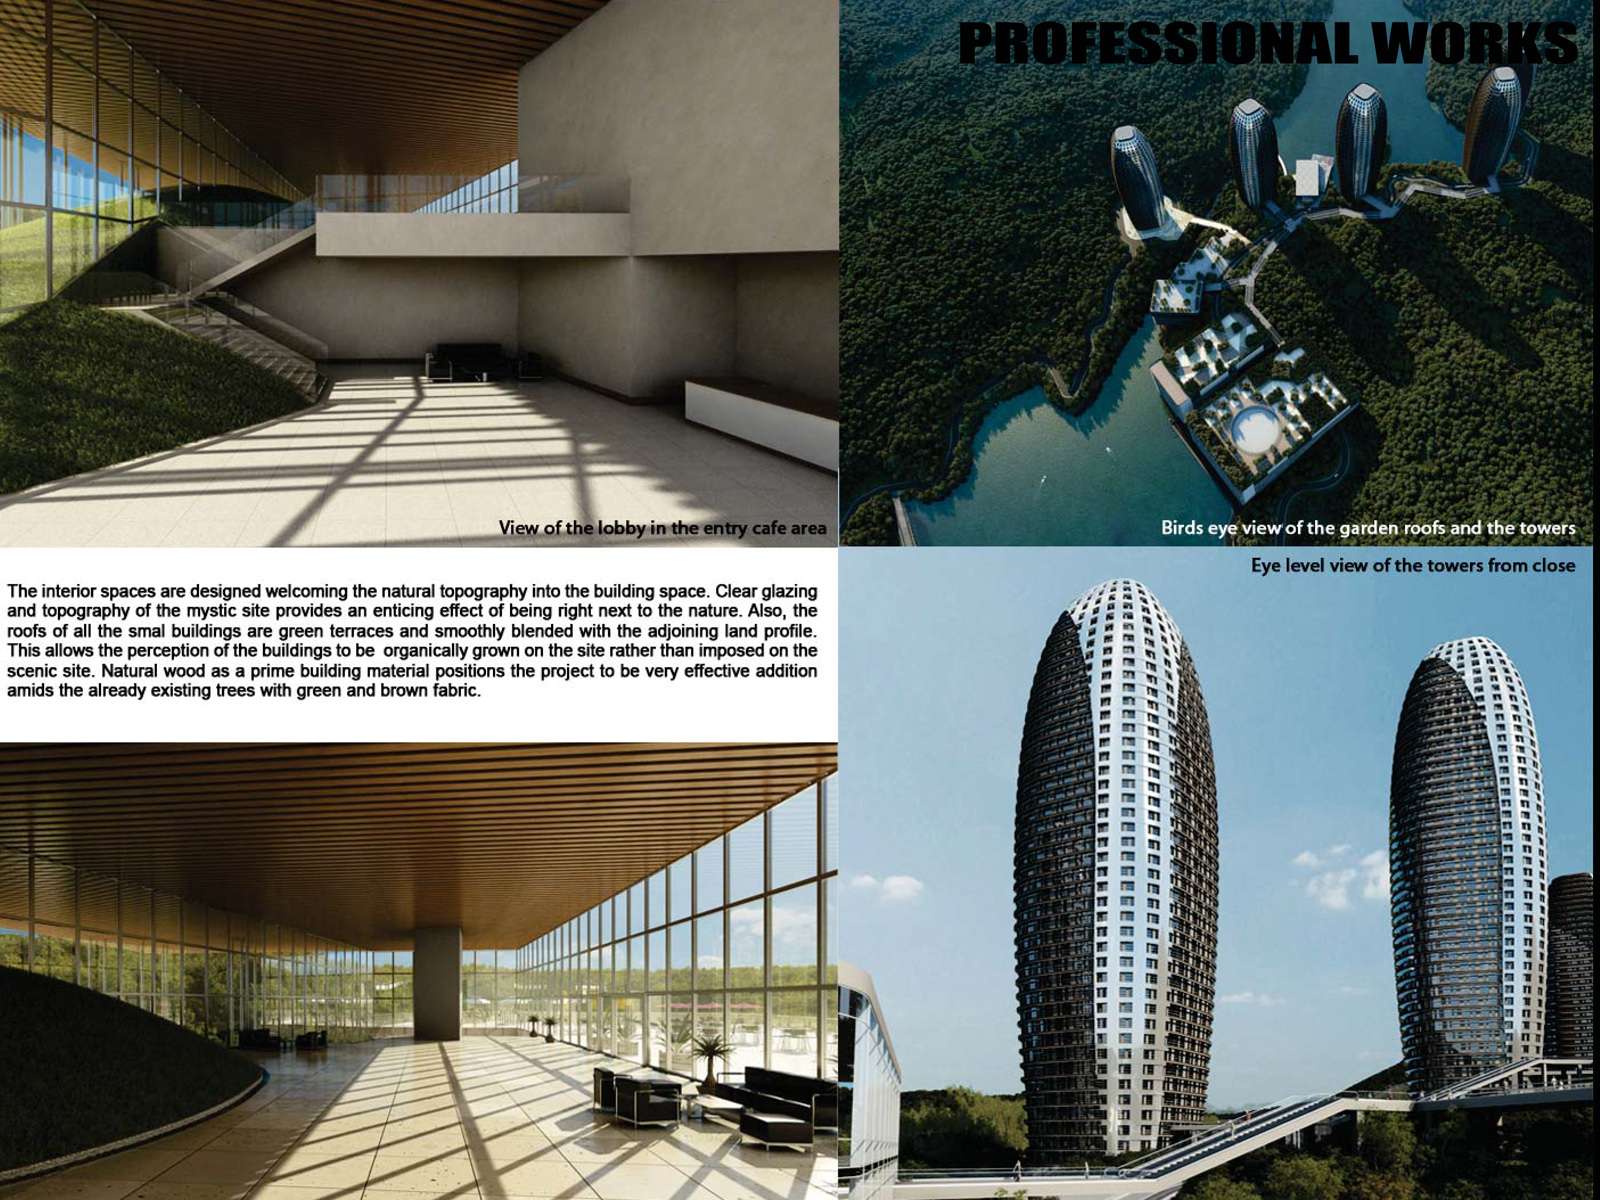 PROFESSIONAL WORKS
View of the lobby in the entry cafe area
Birds eye view of the garden roofs and the towers
Eye level view of the towers from close
The interior spaces are designed welcoming the natural topography into the building space. Clear glazing
and topography of the mystic site provides an enticing effect of being right next to the nature. Also, the
roofs of all the smal buildings are green terraces and smoothly blended with the adjoining land profile.
This allows the perception of the buildings to be  organically grown on the site rather than imposed on the
scenic site. Natural wood as a prime building material positions the project to be very effective addition
amids the already existing trees with green and brown fabric.